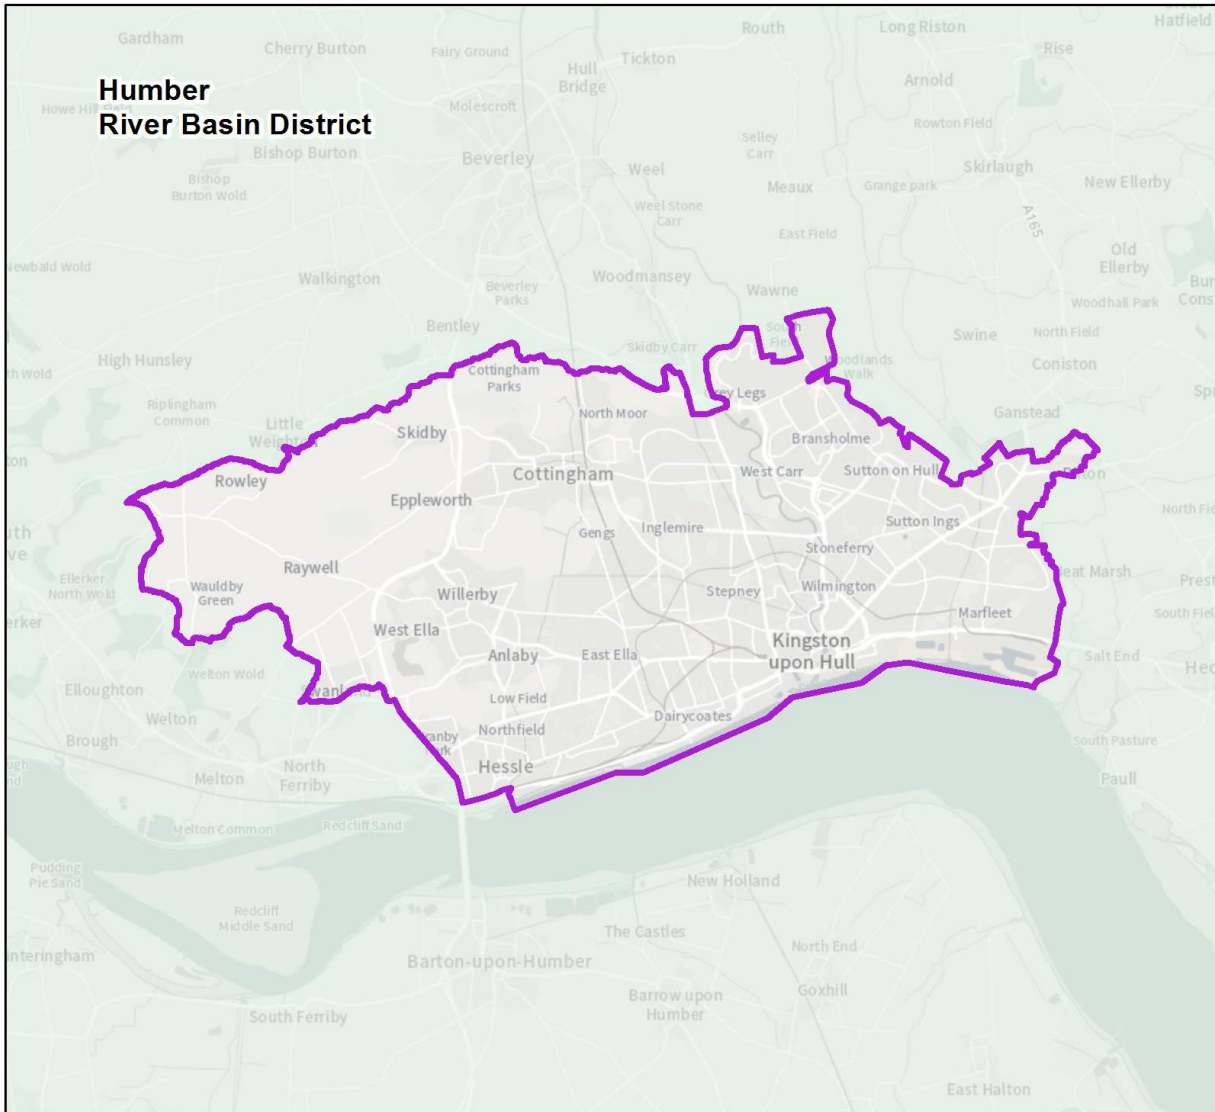 Gardham
Cherry Burton
Fairy Ground
Tickton
Routh
Long Riston
Hatfield
Rise
Hull
Bridge
Arnold
Humber
River Basin District
Molescroft
Rowton Field
Bishop Burton
Beverley
Selley
Carr
Skirlaugh
Weel
Meaux
Grange park
New Ellerby
Bishop
Burton Wold
Weel Stone
Carr
A165
East Field
Old
Ellerby
Newbald Wold
Walkington
Beverley
Parks
Woodmansey
Wawne
Woodhall Park
Bentley
South
Skidby Carr
Swine
North Field
High Hunsley
Cottingham
Parks
Woodlands
Walk
Coniston
Riplingham
Common
Little
North Moor
Ganstead
Skidby
Bransholme
Cottingham
West Carr
Sutton on Hull
Rowley
Eppleworth
Inglemire
Gengs
Sutton Ings
Stoneferry
Raywell
Ellerker
North Wold
Wauldby
Green
Willerby
Stepney
Wilmington
Marfleet
West Ella
Kingston
upon Hull
Anlaby
East Ella
Salt End
Welton Wold
Elloughton
Low Field
Dairycoates
Welton
Northfield
Brough
South Pasture
Hessle
Melton
North
Ferriby
Paull
Melton Common
Redcliff Sand
Pudding
Pie Sand
New Holland
Redcliff
Middle Sand
The Castles
North End
Barton-upon-Humber
Goxhill
Barrow upon
Humber
South Ferriby
East Halton